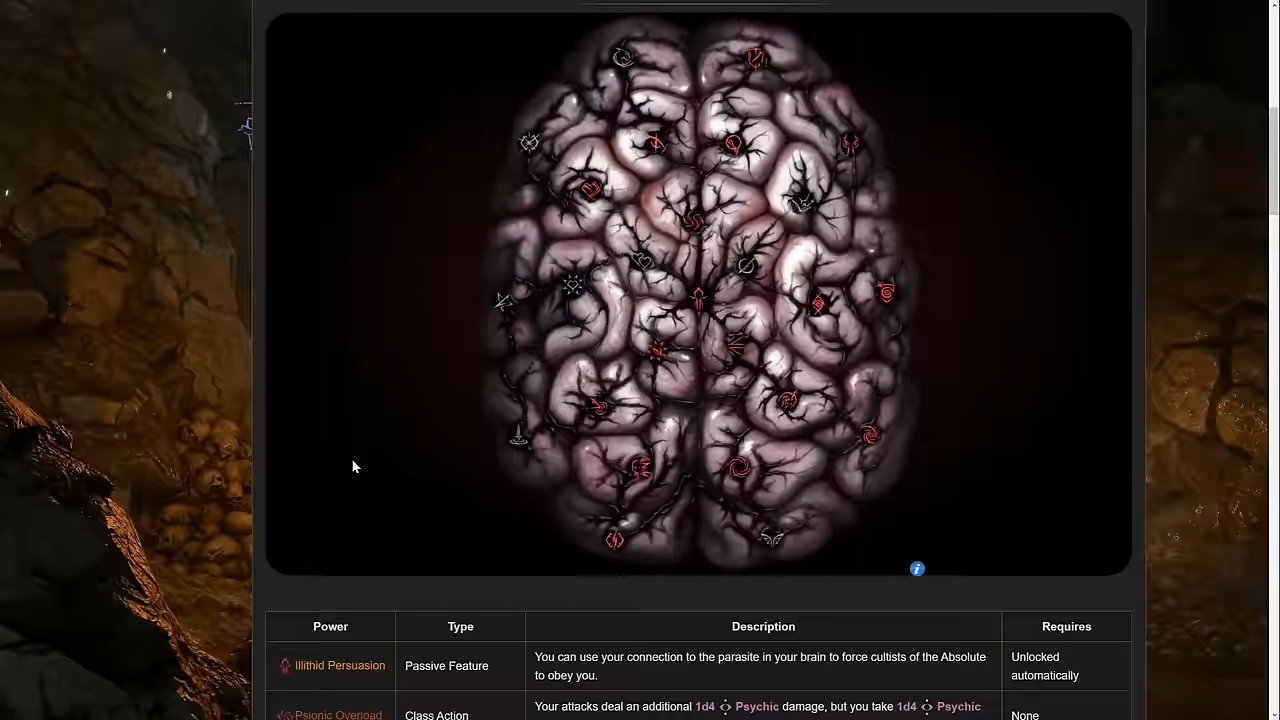 Power Type Description Requires
Illithid Persuasion Passive Feature You can use your connection to the parasite in your brain to force cultists of the Absolute to obey you. Unlocked automatically
Psionic Overload Class Action Your attacks deal an additional 1d4 Psychic damage, but you take 1d4 Psychic None